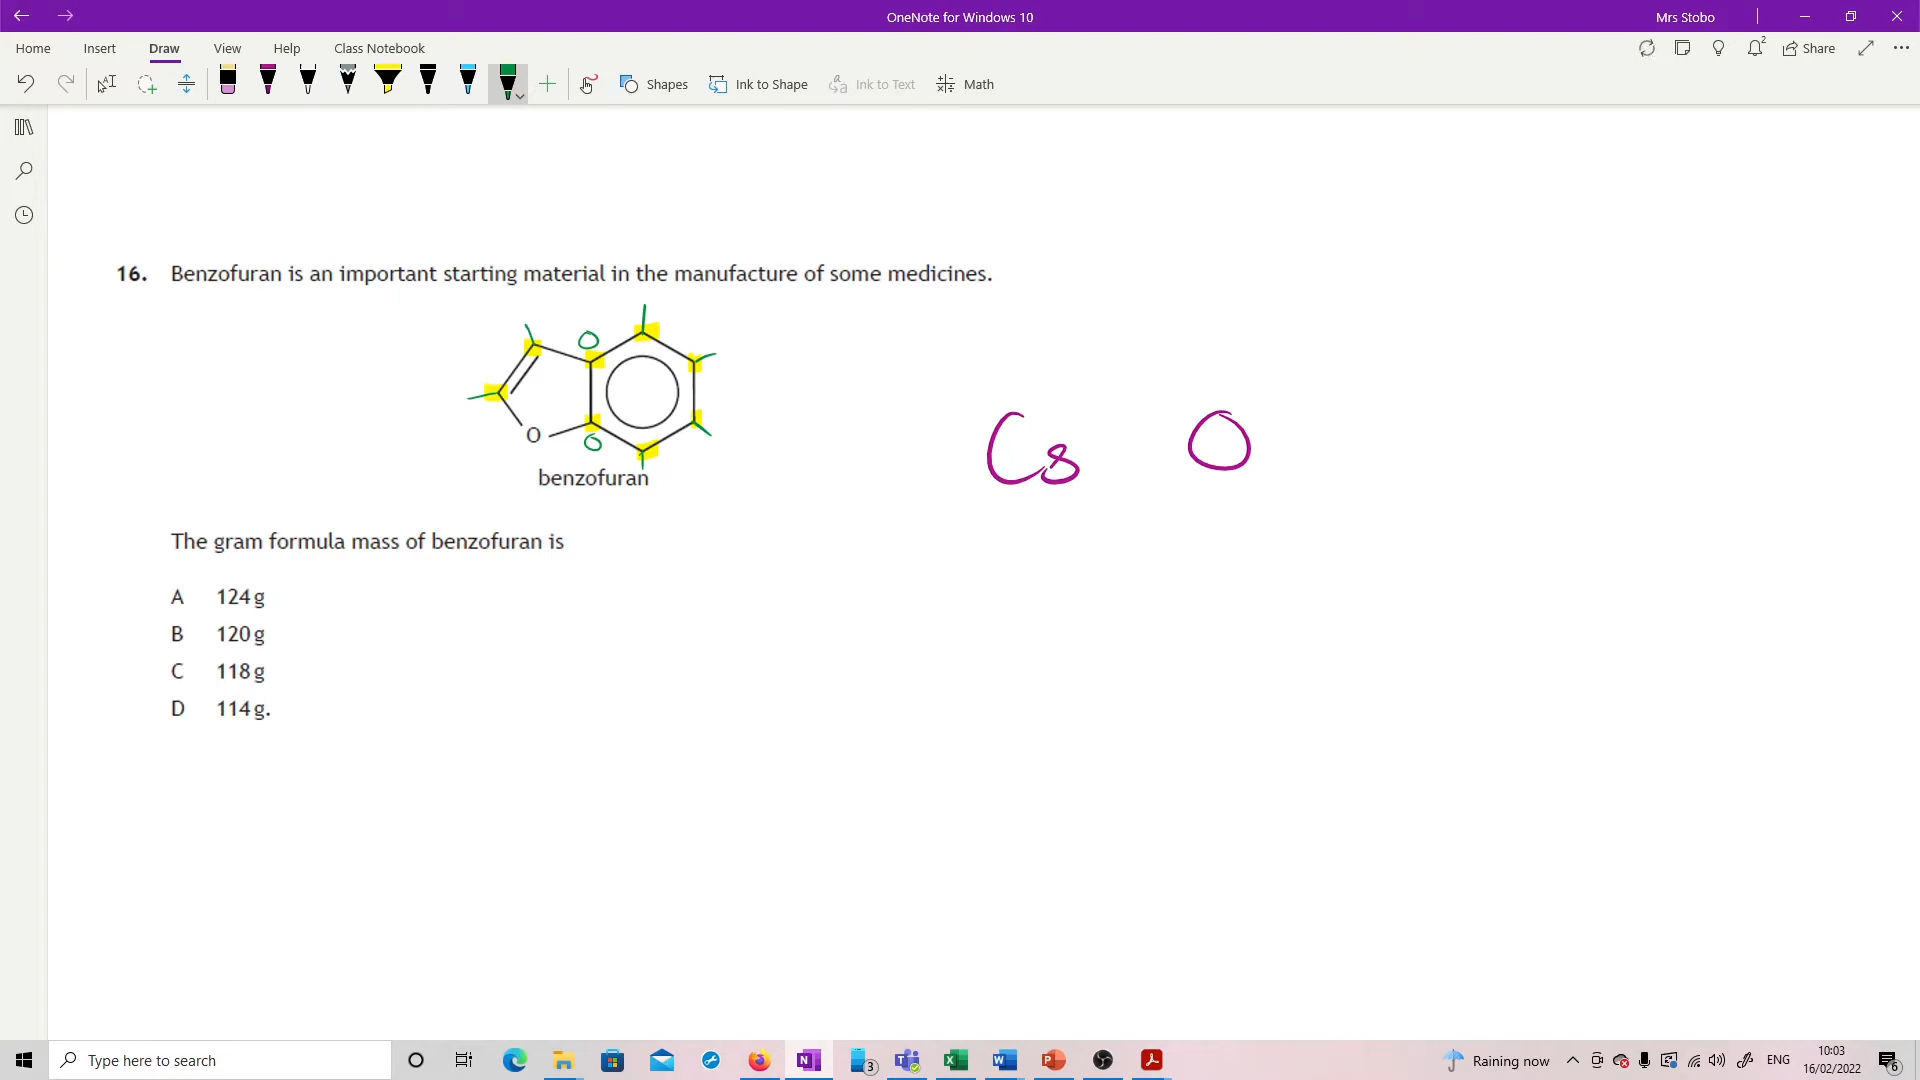 OneNote for Windows 10
Mrs Stobo
Home Insert Draw View Help Class Notebook
2
Share
Shapes Ink to Shape Ink to Text Math
16. Benzofuran is an important starting material in the manufacture of some medicines.
O
O
O
benzofuran
C8 O
The gram formula mass of benzofuran is
A 124 g
B 120 g
C 118 g
D 114 g.
Type here to search
3
Raining now
ENG
10:03
16/02/2022
6